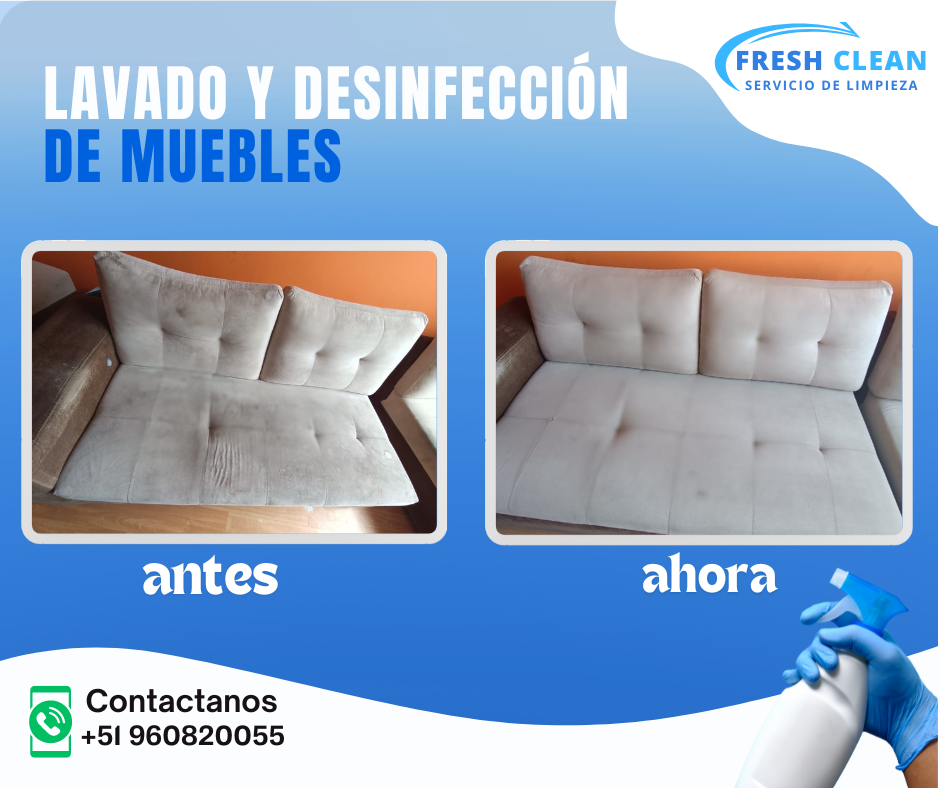 FRESH CLEAN
SERVICIO DE LIMPIEZA
LAVADO Y DESINFECCIÓN
DE MUEBLES
antes
ahora
Contactanos
+51 960820055